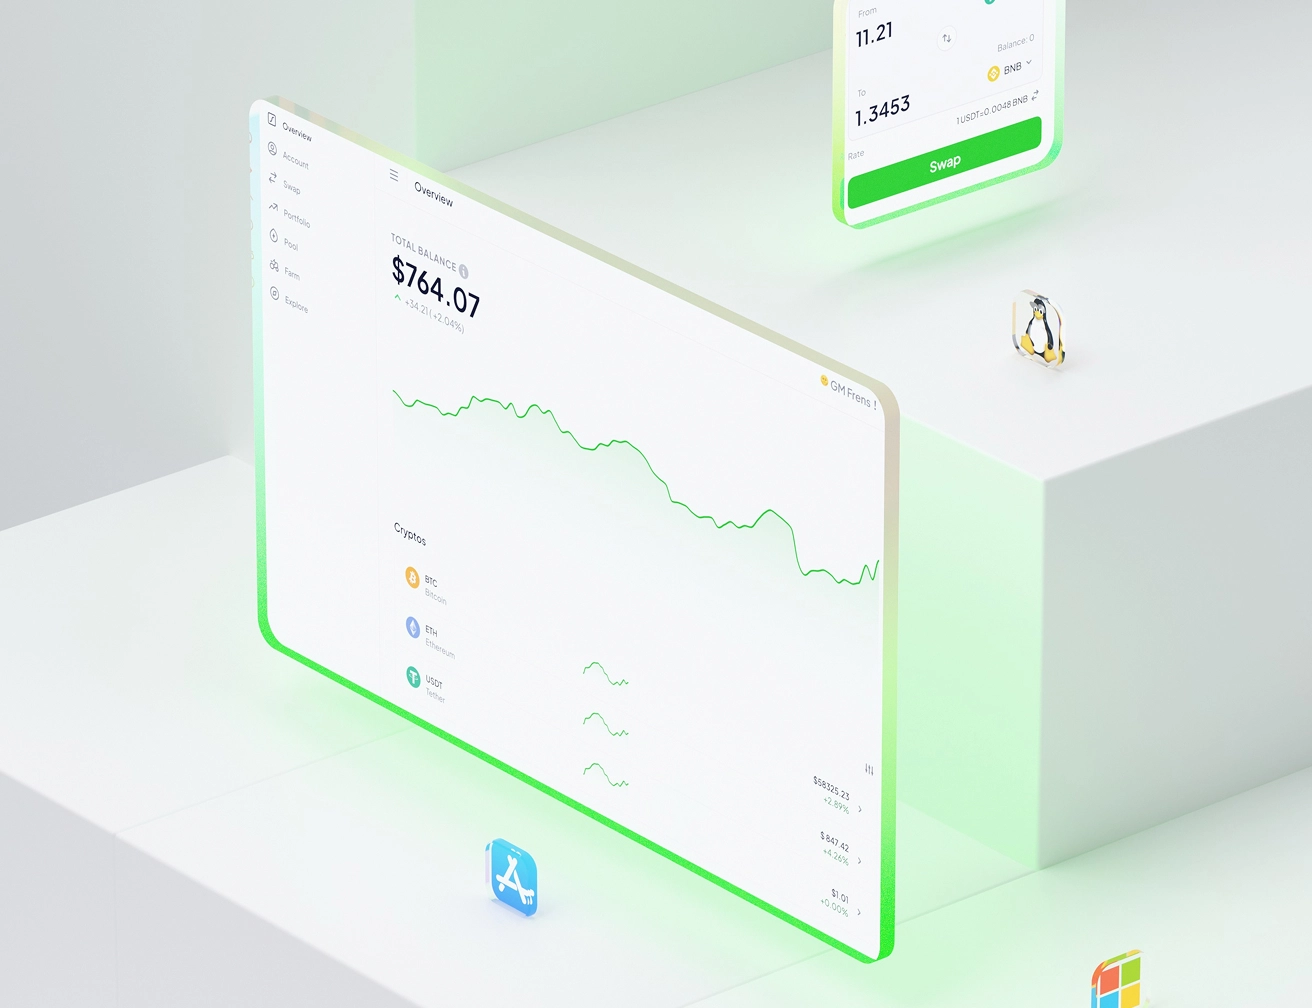 Overview
Account
Swap
Portfolio
Pool
Farm
Explore
Overview
GM Frens !
TOTAL BALANCE
$764.07
+34.21(+2.04%)
Cryptos
BTC
Bitcoin
$58325.23
+2.89%
ETH
Ethereum
$847.42
+4.26%
USDT
Tether
$1.01
+0.00%
From
11.21
Balance: 0
To
BNB
1.3453
1 USDT=0.0048 BNB
Rate
Swap